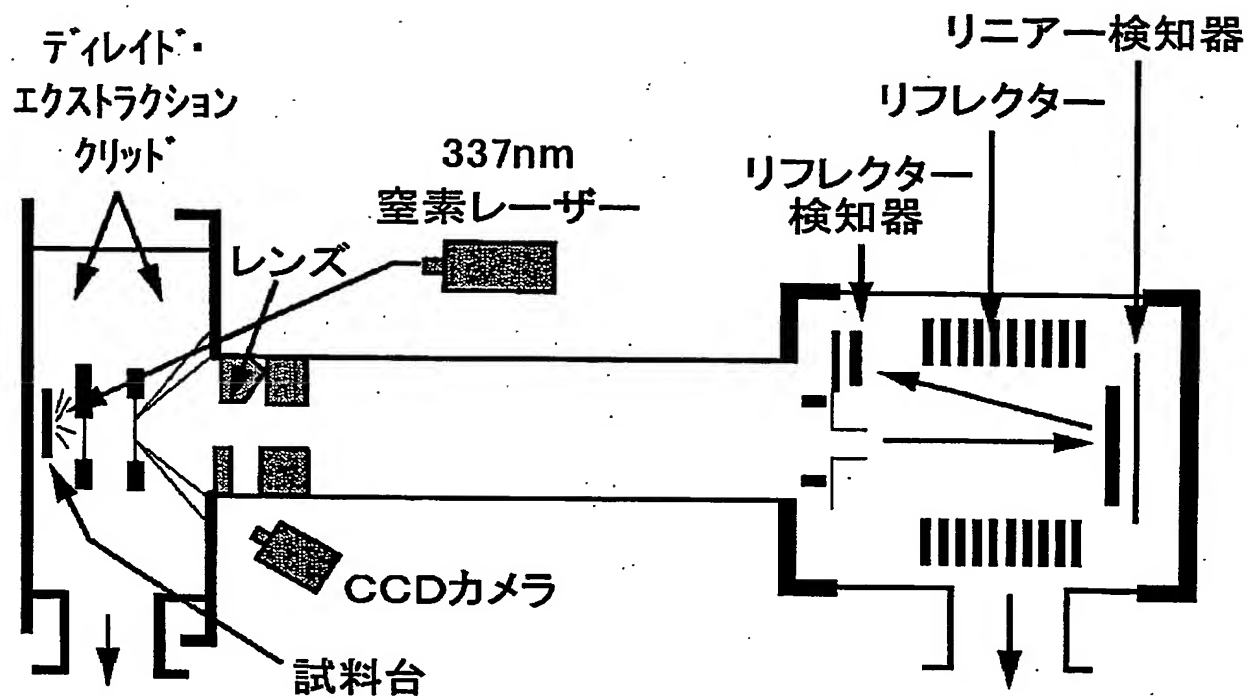 ディレイド・
エクストラクション
クリッド
337nm
窒素レーザー
レンズ
リニアー検知器
リフレクター
リフレクター
検知器
CCDカメラ
試料台